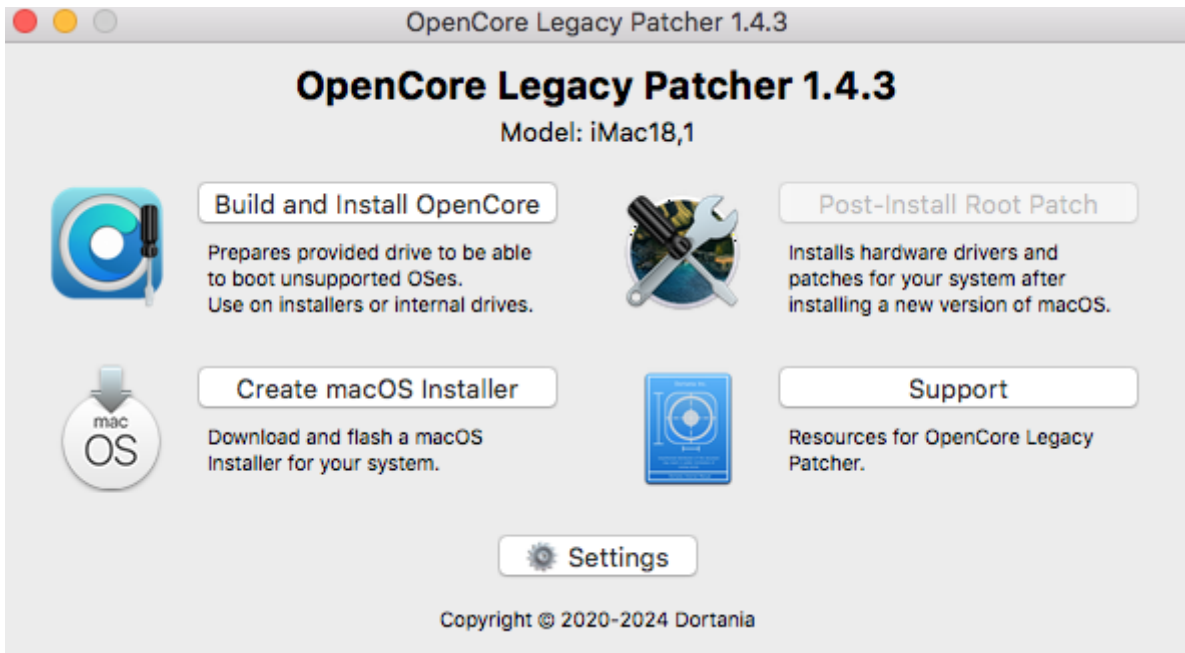 OpenCore Legacy Patcher 1.4.3
OpenCore Legacy Patcher 1.4.3
Model: iMac18,1
Build and Install OpenCore
Prepares provided drive to be able
to boot unsupported OSes.
Use on installers or internal drives.
Post-Install Root Patch
Installs hardware drivers and
patches for your system after
installing a new version of macOS.
mac
OS
Create macOS Installer
Download and flash a macOS
Installer for your system.
Support
Resources for OpenCore Legacy
Patcher.
Settings
Copyright © 2020-2024 Dortania